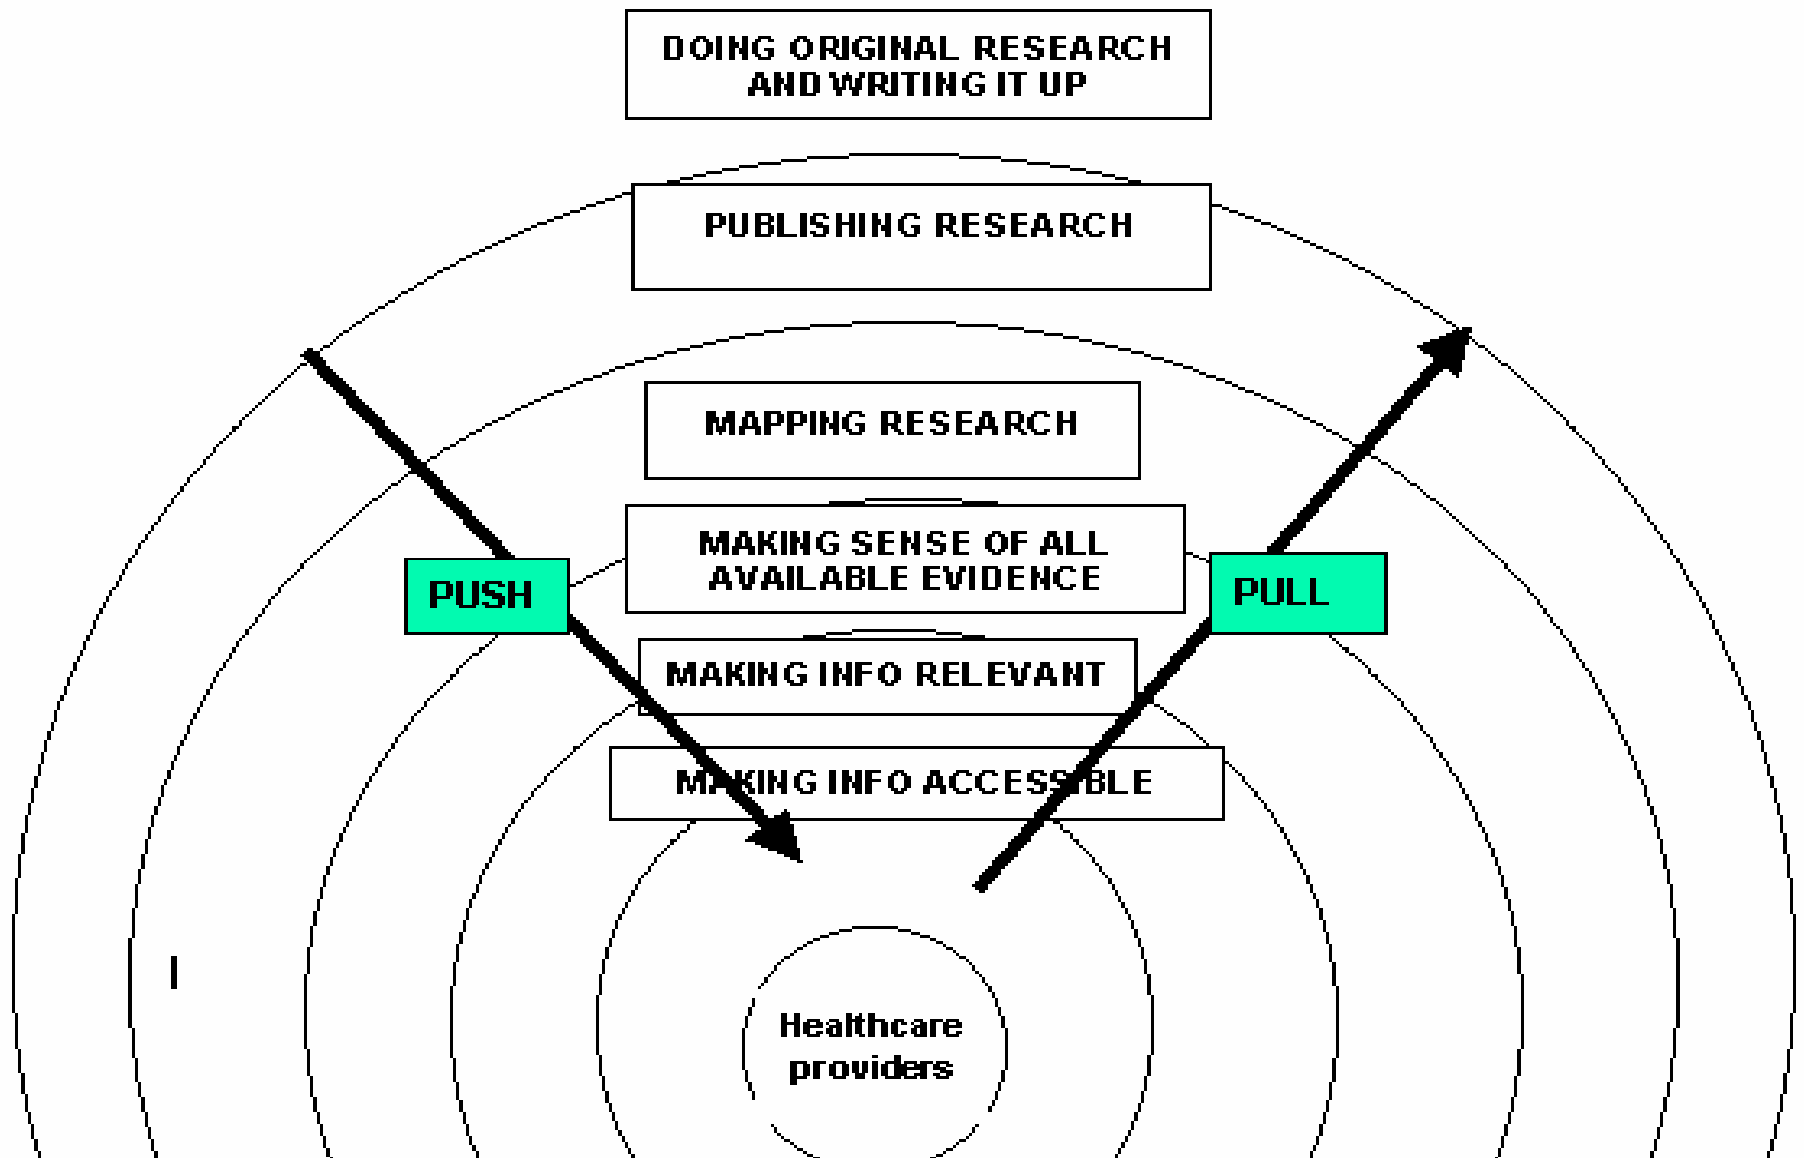 DOING ORIGINAL RESEARCH
AND WRITING IT UP
PUBLISHING RESEARCH
MAPPING RESEARCH
MAKING SENSE OF ALL
AVAILABLE EVIDENCE
PUSH
PULL
MAKING INFO RELEVANT
MAKING INFO ACCESSIBLE
I
Healthcare
providers